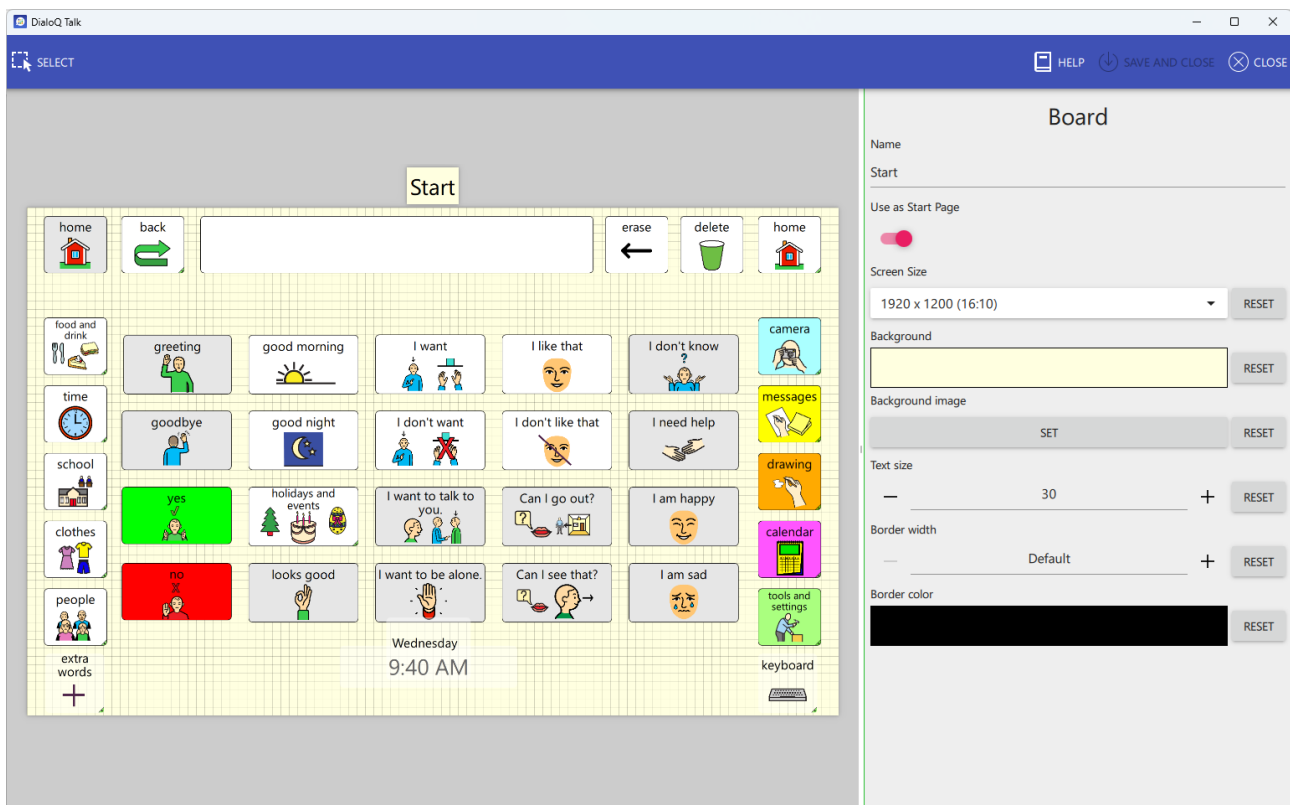 DialoQ Talk
SELECT
HELP
SAVE AND CLOSE
CLOSE
Start
home
back
erase
delete
home
food and
drink
time
school
clothes
people
extra
words
greeting
good morning
I want
I like that
I don't know
goodbye
good night
I don't want
I don't like that
I need help
yes
holidays and
events
I want to talk to
you.
Can I go out?
I am happy
no
looks good
I want to be alone.
Can I see that?
I am sad
Wednesday
9:40 AM
camera
messages
drawing
calendar
tools and
settings
keyboard
Board
Name
Start
Use as Start Page
Screen Size
1920 x 1200 (16:10)
RESET
Background
RESET
Background image
SET
RESET
Text size
30
RESET
Border width
Default
RESET
Border color
RESET